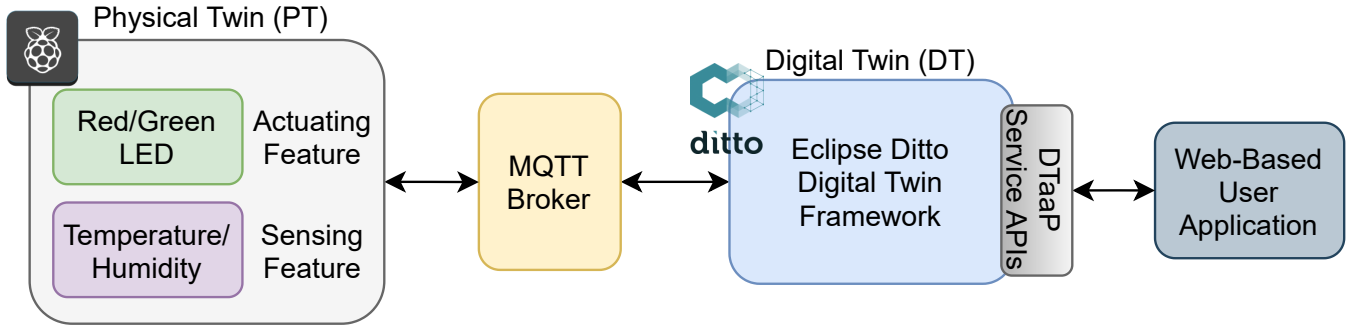 Physical Twin (PT)
Red/Green
LED
Actuating
Feature
Temperature/
Humidity
Sensing
Feature
MQTT
Broker
Digital Twin (DT)
ditto
Eclipse Ditto
Digital Twin
Framework
DTaaP
Service APIs
Web-Based
User
Application